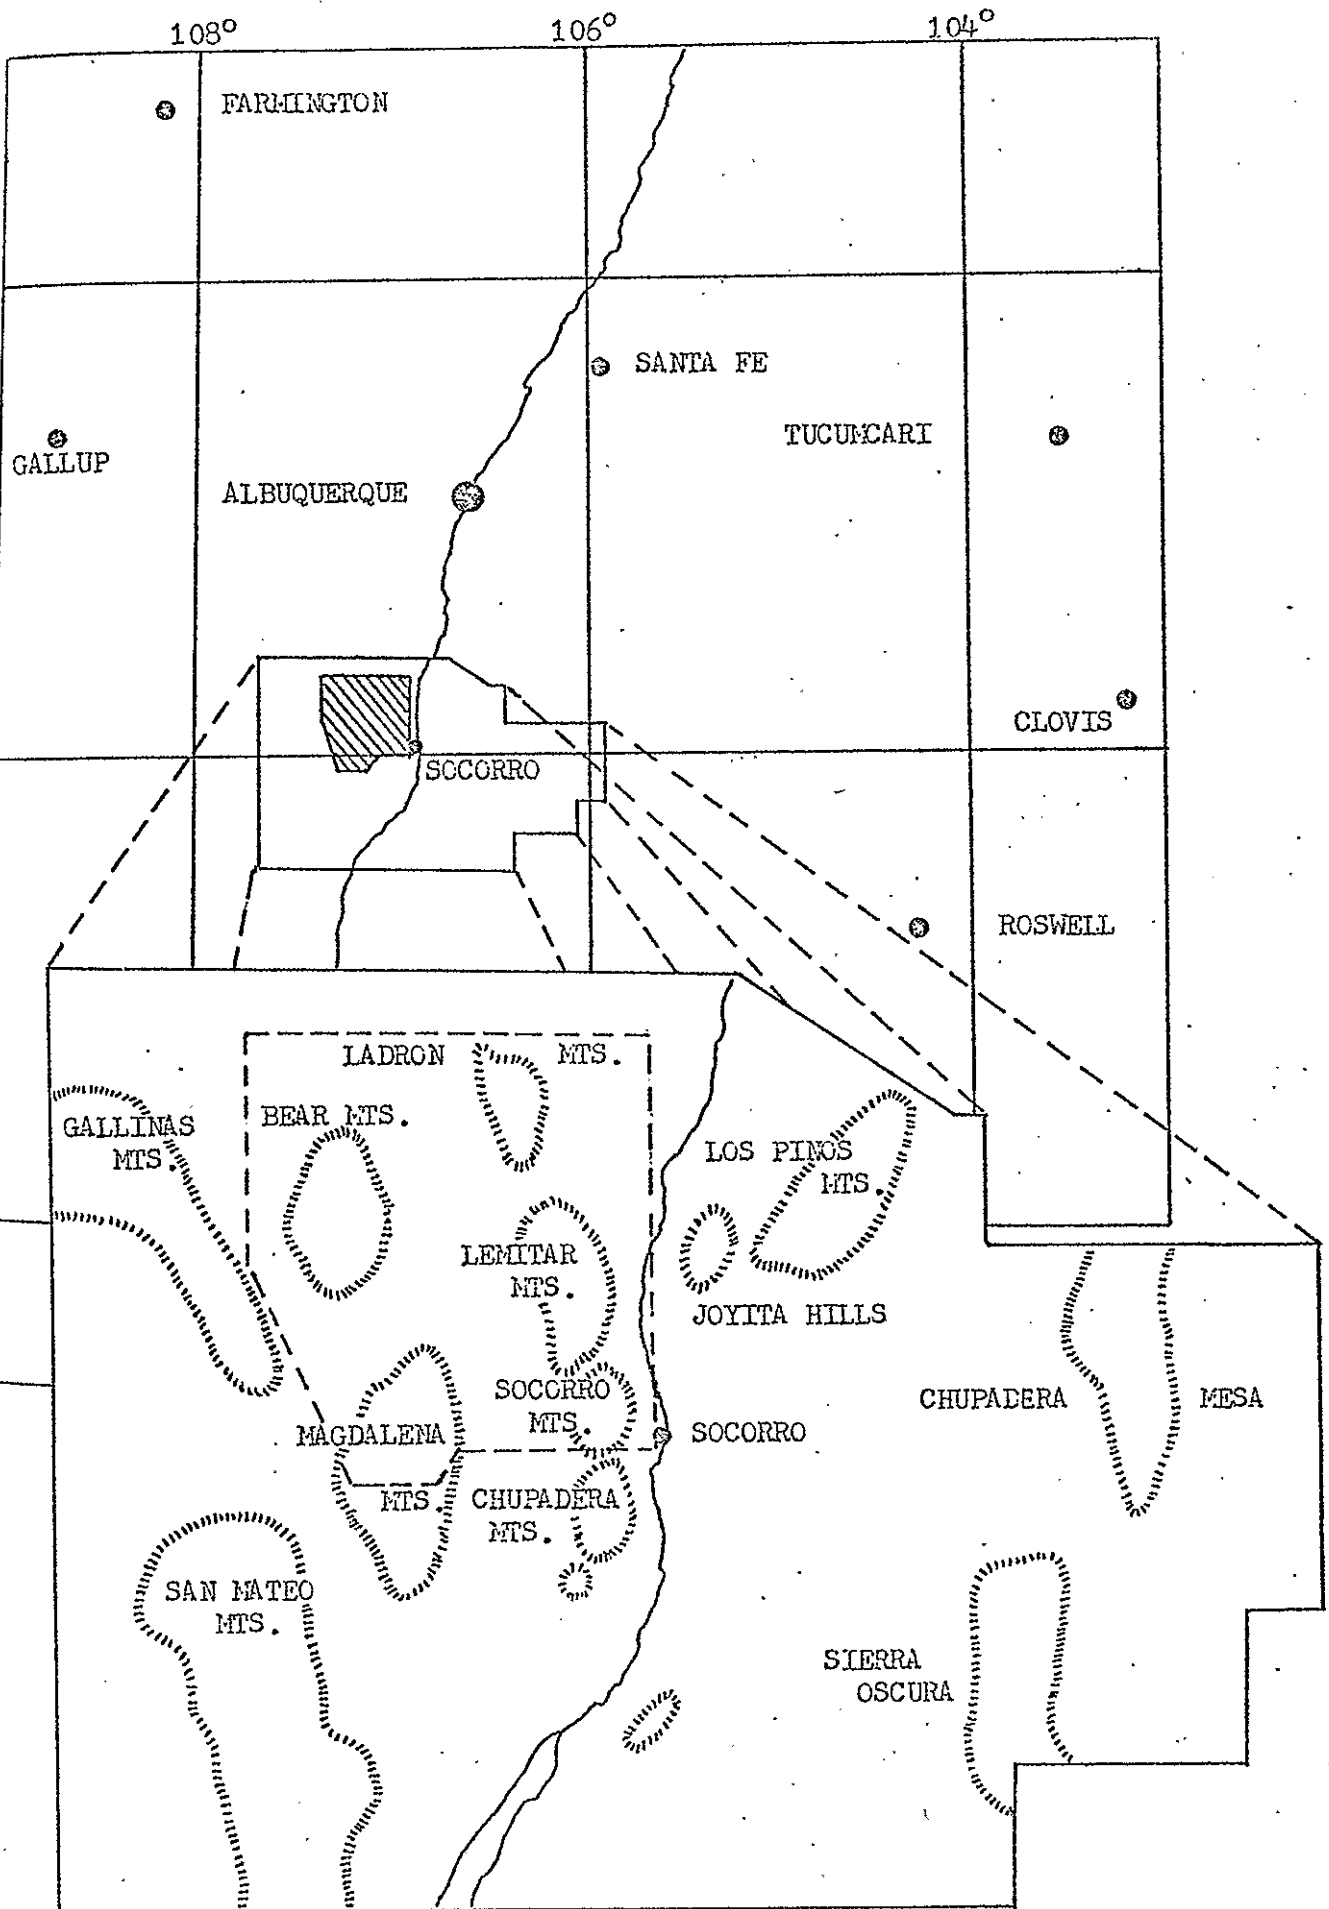 108° 106° 104°
FARMINGTON
SANTA FE
TUCUMCARI
GALLUP
ALBUQUERQUE
CLOVIS
SOCORRO
ROSWELL
LADRON MTS.
GALLINAS
MTS.
BEAR MTS.
LOS PINOS
MTS.
LEMITAR
MTS.
JOYITA HILLS
SOCORRO
MTS.
CHUPADERA MESA
MAGDALENA
MTS.
SOCORRO
CHUPADERA
MTS.
SAN MATEO
MTS.
SIERRA
OSCURA